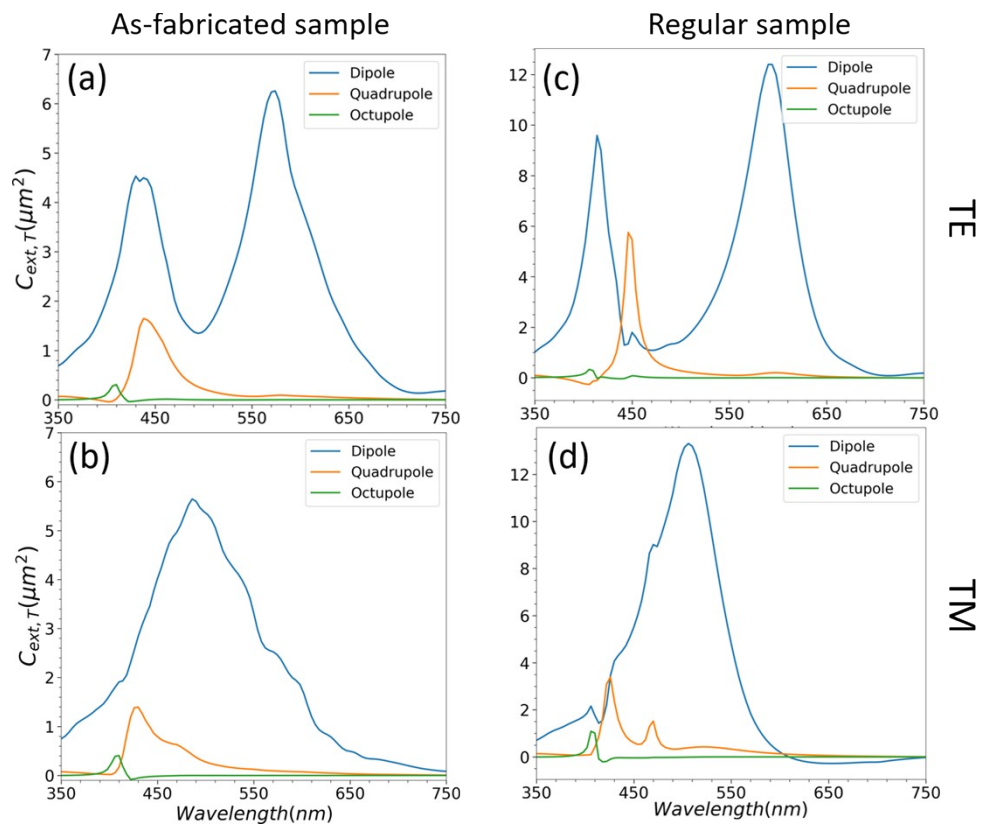 As-fabricated sample
Regular sample
(a)
Dipole
Quadrupole
Octupole
7
6
5
4
3
2
1
0
C_ext, T(μm²)
350
450
550
650
750
(c)
Dipole
Quadrupole
Octupole
12
10
8
6
4
2
0
350
450
550
650
750
TE
(b)
Dipole
Quadrupole
Octupole
7
6
5
4
3
2
1
0
C_ext, T(μm²)
350
450
550
650
750
Wavelength(nm)
(d)
Dipole
Quadrupole
Octupole
12
10
8
6
4
2
0
350
450
550
650
750
Wavelength(nm)
TM